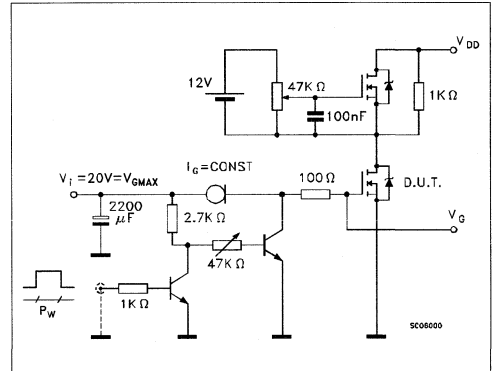 V DD
12V
47K Ω
1K Ω
100nF
I G =CONST
100 Ω
D.U.T.
V i =20V=V GMAX
2200
μF
2.7K Ω
V G
47K Ω
1K Ω
P W
SC06000